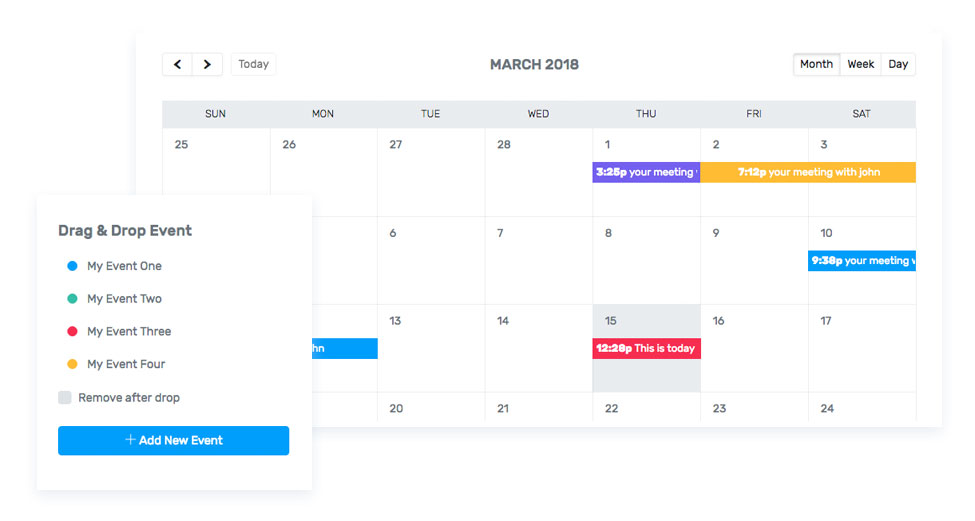 Today
MARCH 2018
Month Week Day
SUN MON TUE WED THU FRI SAT
25 26 27 28 1 2 3
3:25p your meeting
7:12p your meeting with john
6 7 8 9 10
9:38p your meeting
13 14 15 16 17
hn
12:28p This is today
20 21 22 23 24
Drag & Drop Event
My Event One
My Event Two
My Event Three
My Event Four
Remove after drop
+ Add New Event